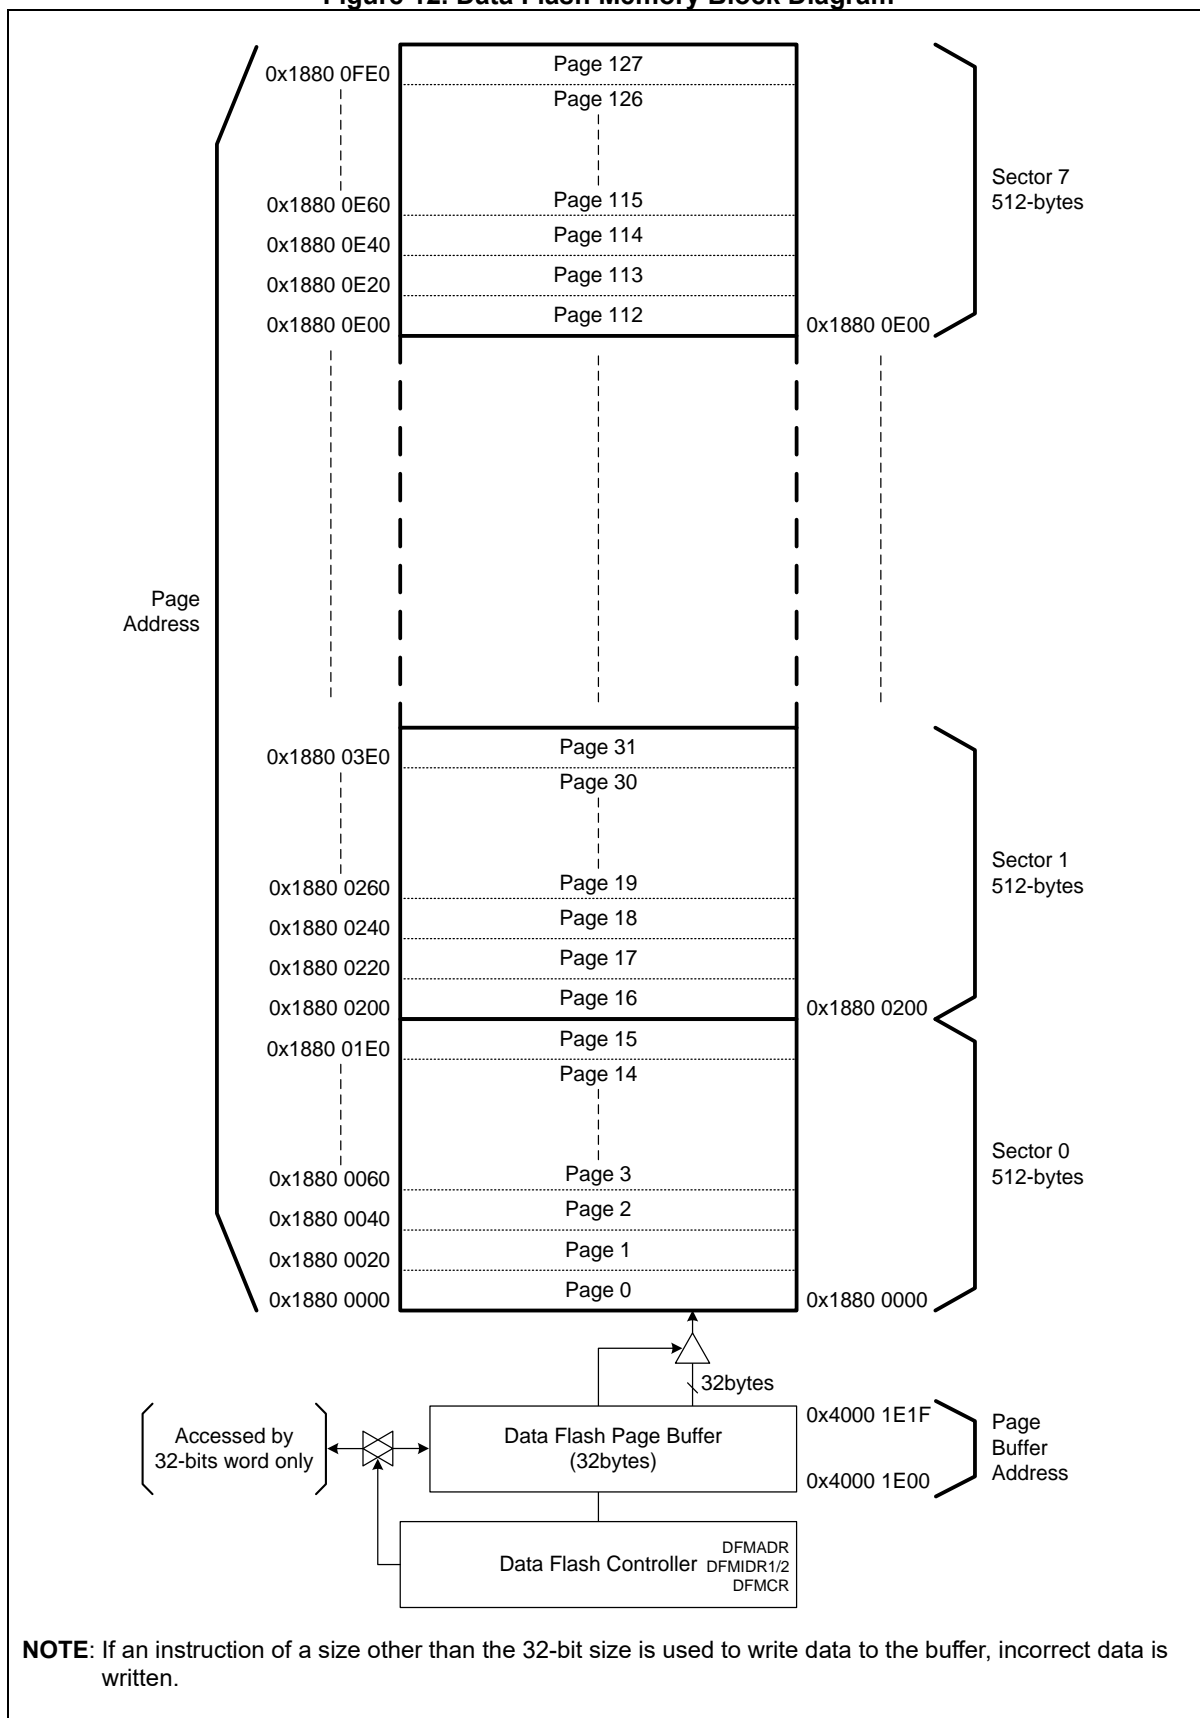 Figure 12. Data Flash Memory Block Diagram
0x1880 0FE0
Page 127
Page 126
Sector 7
512-bytes
0x1880 0E60
Page 115
0x1880 0E40
Page 114
0x1880 0E20
Page 113
0x1880 0E00
Page 112
0x1880 0E00
Page
Address
0x1880 03E0
Page 31
Page 30
Sector 1
512-bytes
0x1880 0260
Page 19
0x1880 0240
Page 18
0x1880 0220
Page 17
0x1880 0200
Page 16
0x1880 0200
0x1880 01E0
Page 15
Page 14
Sector 0
512-bytes
0x1880 0060
Page 3
0x1880 0040
Page 2
0x1880 0020
Page 1
0x1880 0000
Page 0
0x1880 0000
32bytes
Accessed by
32-bits word only
Data Flash Page Buffer
(32bytes)
0x4000 1E1F
0x4000 1E00
Page
Buffer
Address
Data Flash Controller
DFMADR
DFMIDR1/2
DFMCR
NOTE: If an instruction of a size other than the 32-bit size is used to write data to the buffer, incorrect data is
written.